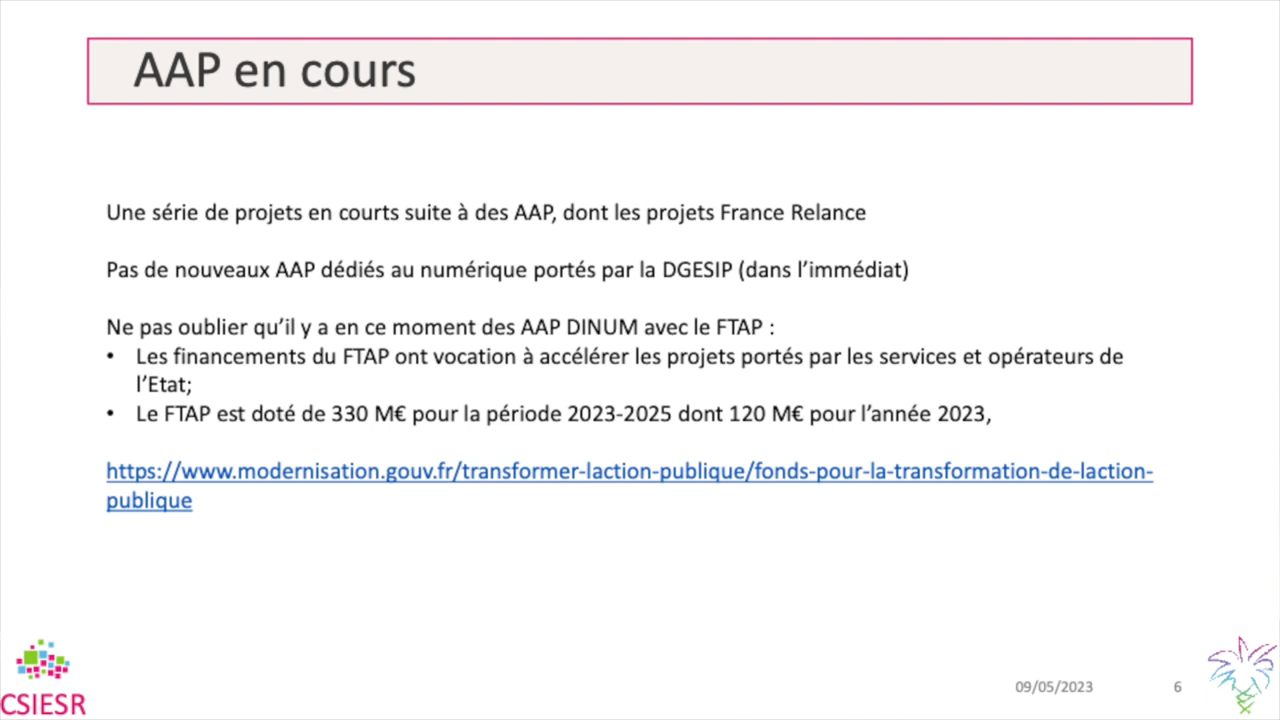 AAP en cours
Une série de projets en courts suite à des AAP, dont les projets France Relance
Pas de nouveaux AAP dédiés au numérique portés par la DGESIP (dans l’immédiat)
Ne pas oublier qu’il y a en ce moment des AAP DINUM avec le FTAP :
• Les financements du FTAP ont vocation à accélérer les projets portés par les services et opérateurs de
l’Etat;
• Le FTAP est doté de 330 M€ pour la période 2023-2025 dont 120 M€ pour l’année 2023,
https://www.modernisation.gouv.fr/transformer-laction-publique/fonds-pour-la-transformation-de-laction-
publique
CSIESR
09/05/2023
6